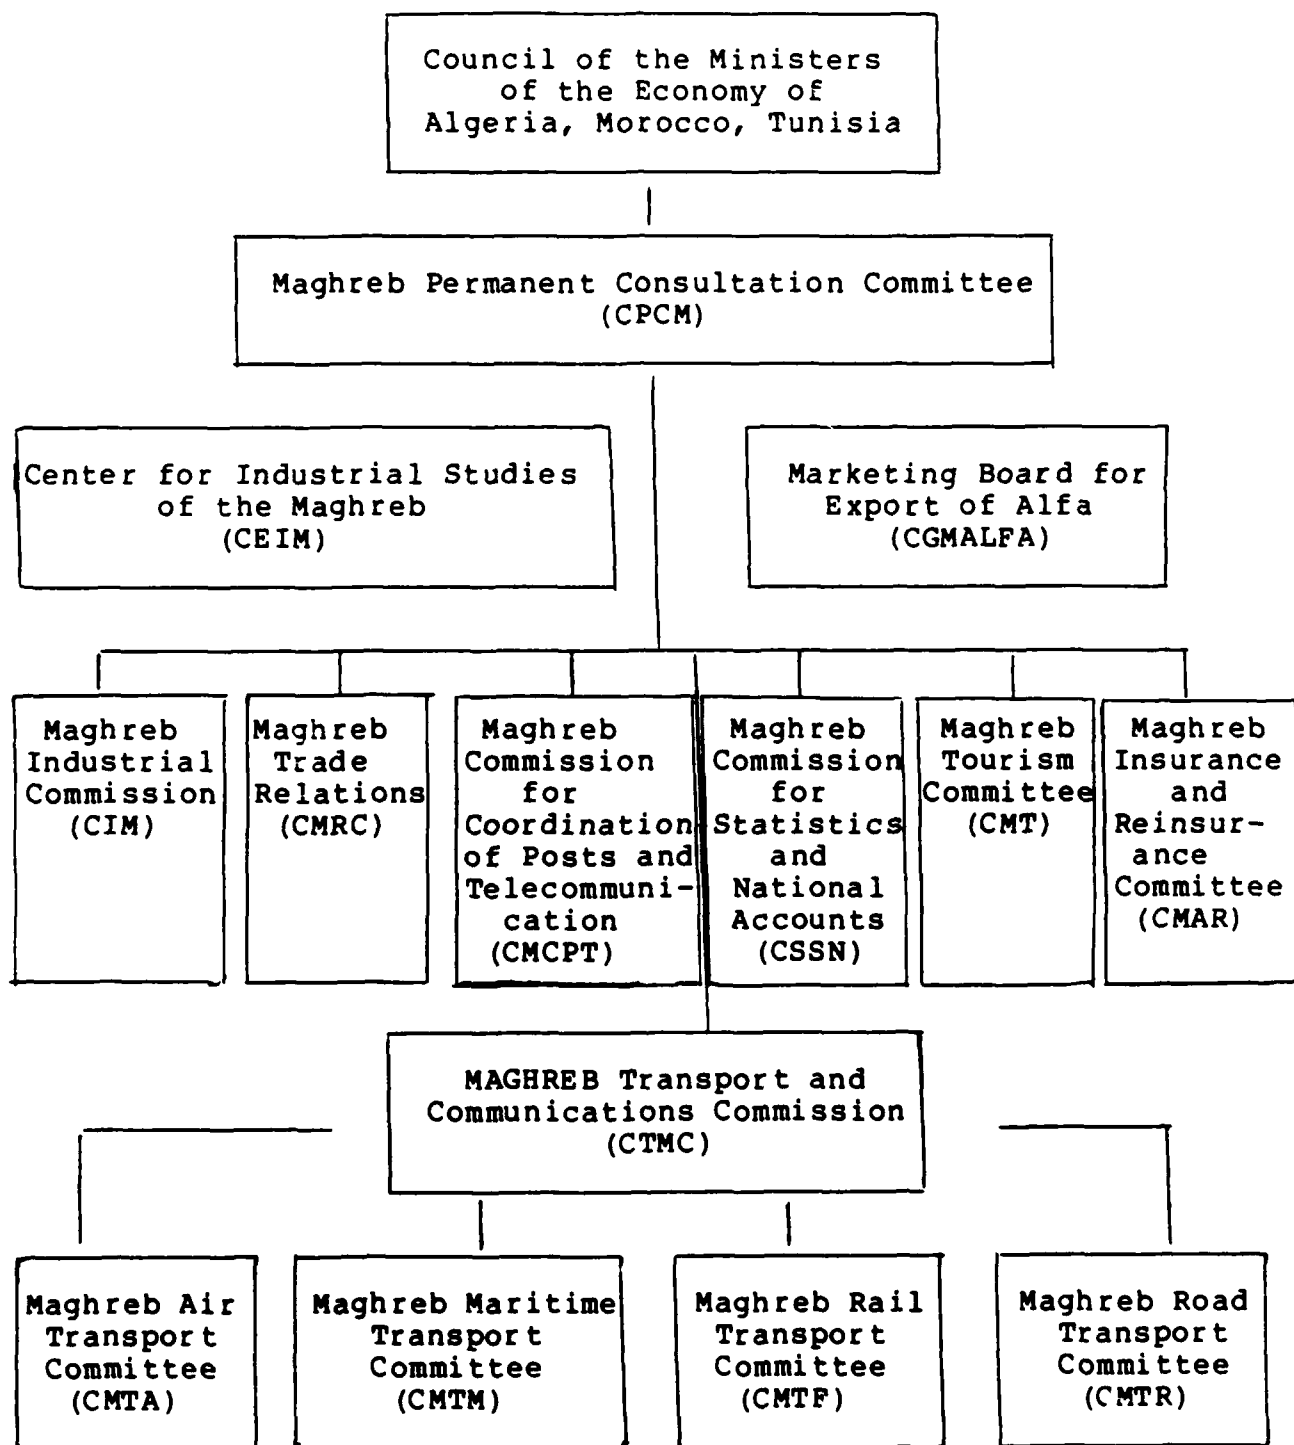 Council of the Ministers
of the Economy of
Algeria, Morocco, Tunisia
Maghreb Permanent Consultation Committee
(CPCM)
Center for Industrial Studies
of the Maghreb
(CEIM)
Marketing Board for
Export of Alfa
(CGMALFA)
Maghreb
Industrial
Commission
(CIM)
Maghreb
Trade
Relations
(CMRC)
Maghreb
Commission
for
Coordination
of Posts and
Telecommuni-
cation
(CMCPT)
Maghreb
Commission
for
Statistics
and
National
Accounts
(CSSN)
Maghreb
Tourism
Committee
(CMT)
Maghreb
Insurance
and
Reinsur-
ance
Committee
(CMAR)
MAGHREB Transport and
Communications Commission
(CTMC)
Maghreb Air
Transport
Committee
(CMTA)
Maghreb Maritime
Transport
Committee
(CMTM)
Maghreb Rail
Transport
Committee
(CMTF)
Maghreb Road
Transport
Committee
(CMTR)